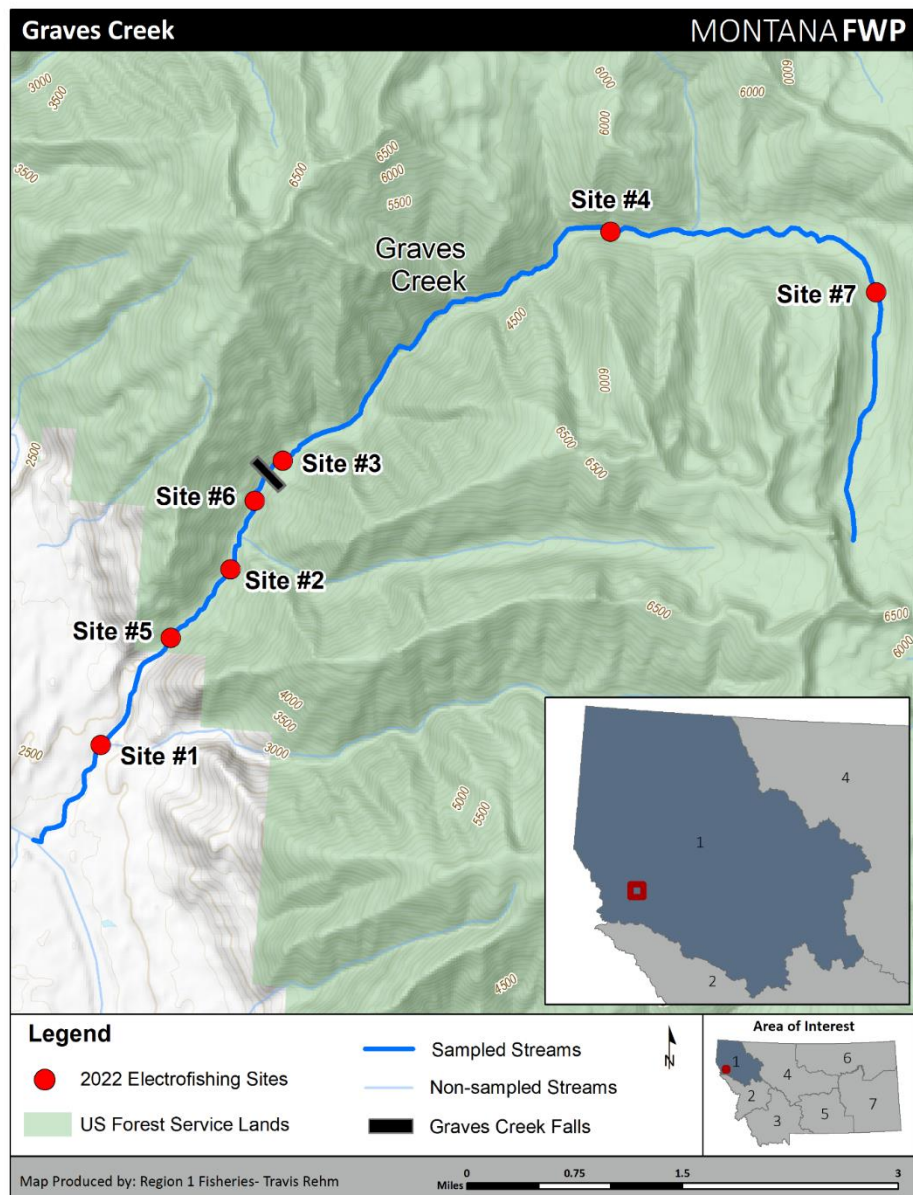 Graves Creek
MONTANA FWP
3000
3500
6000
6000
6000
6000
3500
6500
6500
6000
5500
Site #4
Graves
Creek
Site #7
4500
6000
2500
6500
6500
Site #3
Site #6
Site #2
6500
6500
6000
Site #5
4000
3500
3000
2500
Site #1
5000
5500
4500
4
1
2
Legend
2022 Electrofishing Sites
US Forest Service Lands
Sampled Streams
Non-sampled Streams
Graves Creek Falls
N
Area of Interest
1
4
6
2
3
5
7
Map Produced by: Region 1 Fisheries- Travis Rehm
Miles
0
0.75
1.5
3